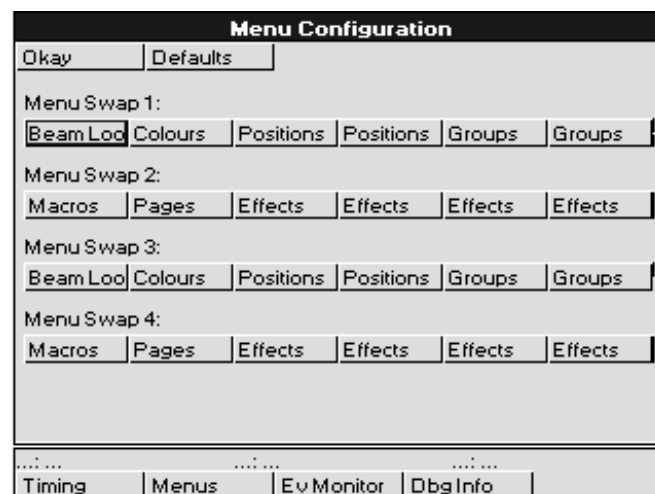 Menu Configuration
Okay Defaults
Menu Swap 1:
Beam Loo Colours Positions Positions Groups Groups
Menu Swap 2:
Macros Pages Effects Effects Effects Effects
Menu Swap 3:
Beam Loo Colours Positions Positions Groups Groups
Menu Swap 4:
Macros Pages Effects Effects Effects Effects
...: ... ...: ... ...: ...
Timing Menus Ev Monitor Dbg Info